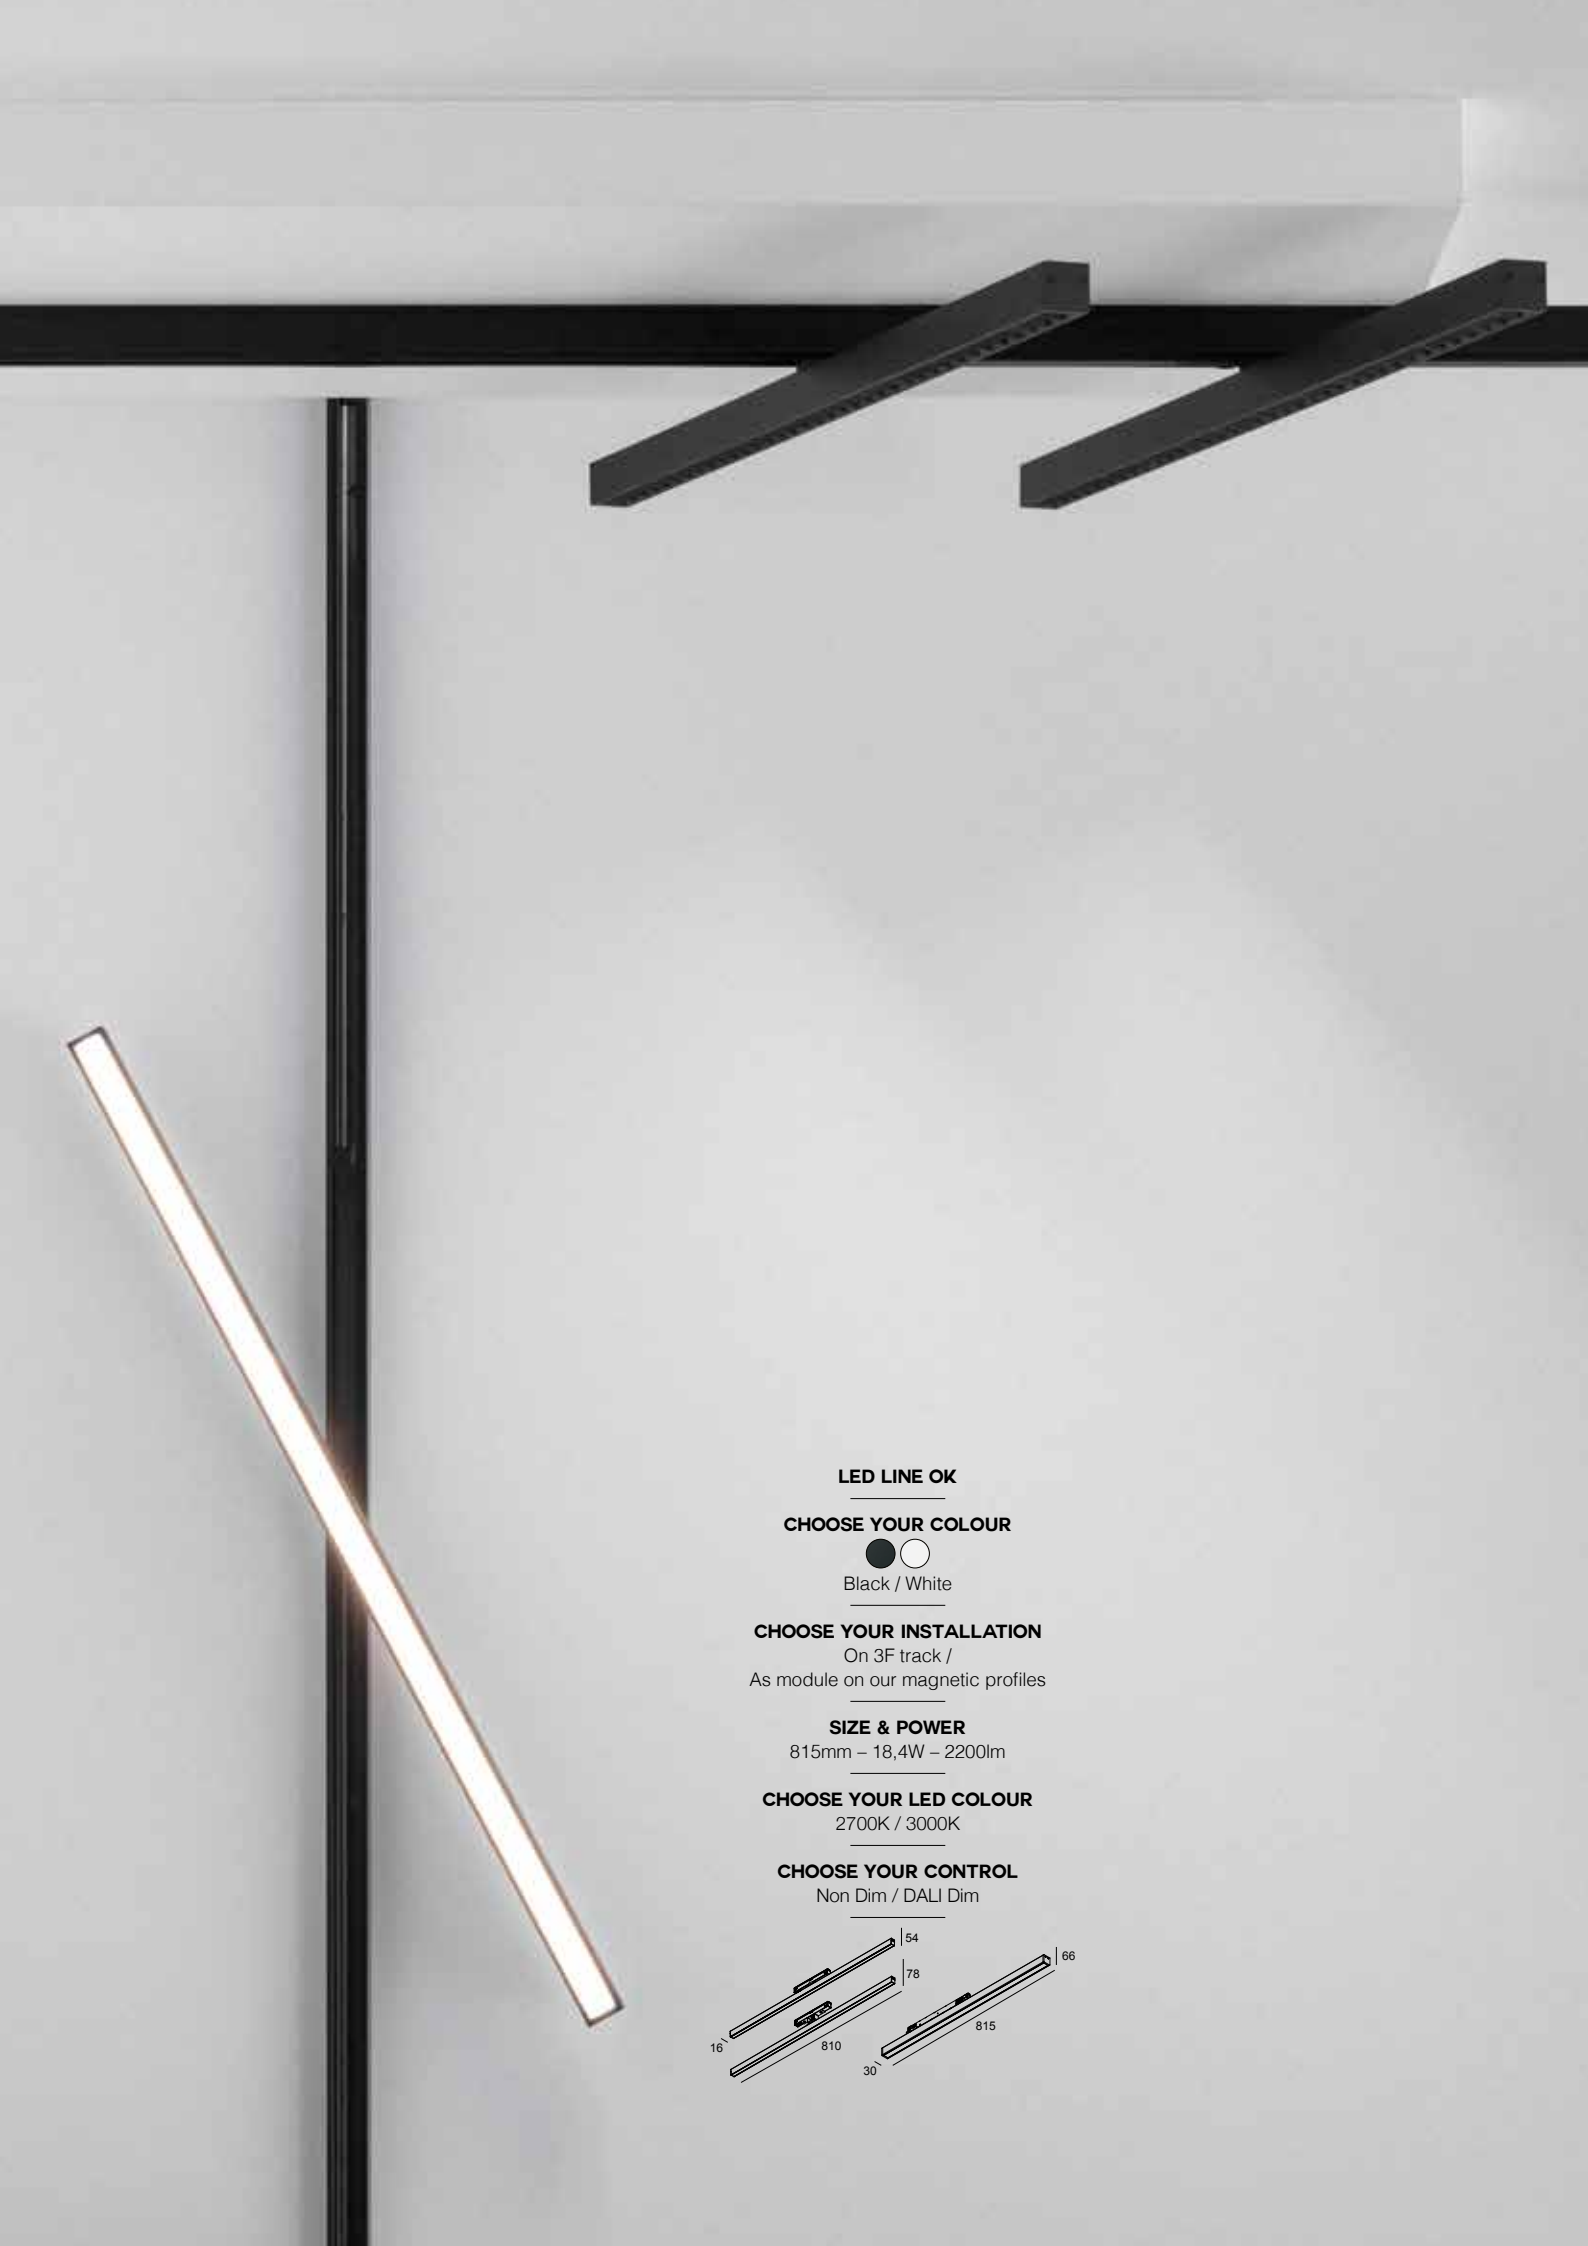 LED LINE OK
CHOOSE YOUR COLOUR
Black / White
CHOOSE YOUR INSTALLATION
On 3F track /
As module on our magnetic profiles
SIZE & POWER
815mm – 18,4W – 2200lm
CHOOSE YOUR LED COLOUR
2700K / 3000K
CHOOSE YOUR CONTROL
Non Dim / DALI Dim
54
78
16
810
66
815
30